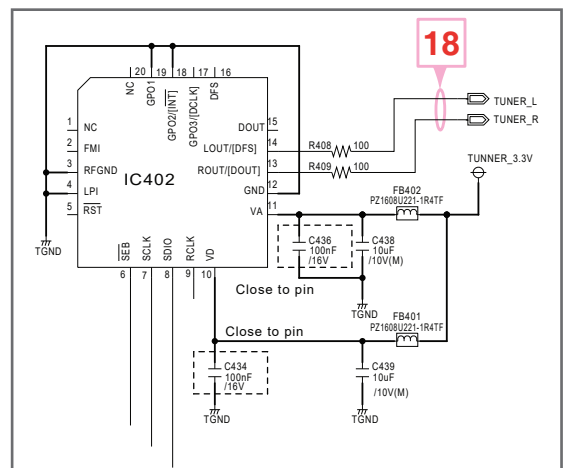 18
20 19 18 17 16
NC
GPO1
GPO2/[INT]
GPO3/[DCLK]
DFS
1 NC
2 FMI
3 RFGND
4 LPI
5 RST
IC402
DOUT 15
LOUT/[DFS] 14
ROUT/[DOUT] 13
GND 12
VA 11
SEB
SCLK
SDIO
RCLK
VD
6 7 8 9 10
TGND
R408 100
R409 100
TUNER_L
TUNER_R
TUNNER_3.3V
FB402
PZ1608U221-1R4TF
C436
100nF
/16V
C438
10uF
/10V(M)
Close to pin
TGND
FB401
PZ1608U221-1R4TF
Close to pin
C434
100nF
/16V
C439
10uF
/10V(M)
TGND
TGND